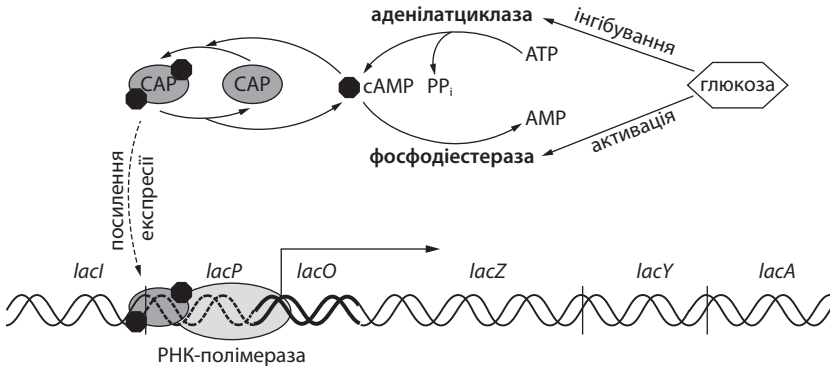 аденілатциклаза
інгібування
ATP
CAP
CAP
cAMP
PPi
глюкоза
AMP
активація
фосфодіестераза
посилення
експресії
lacI
lacP
lacO
lacZ
lacY
lacA
РНК-полімераза